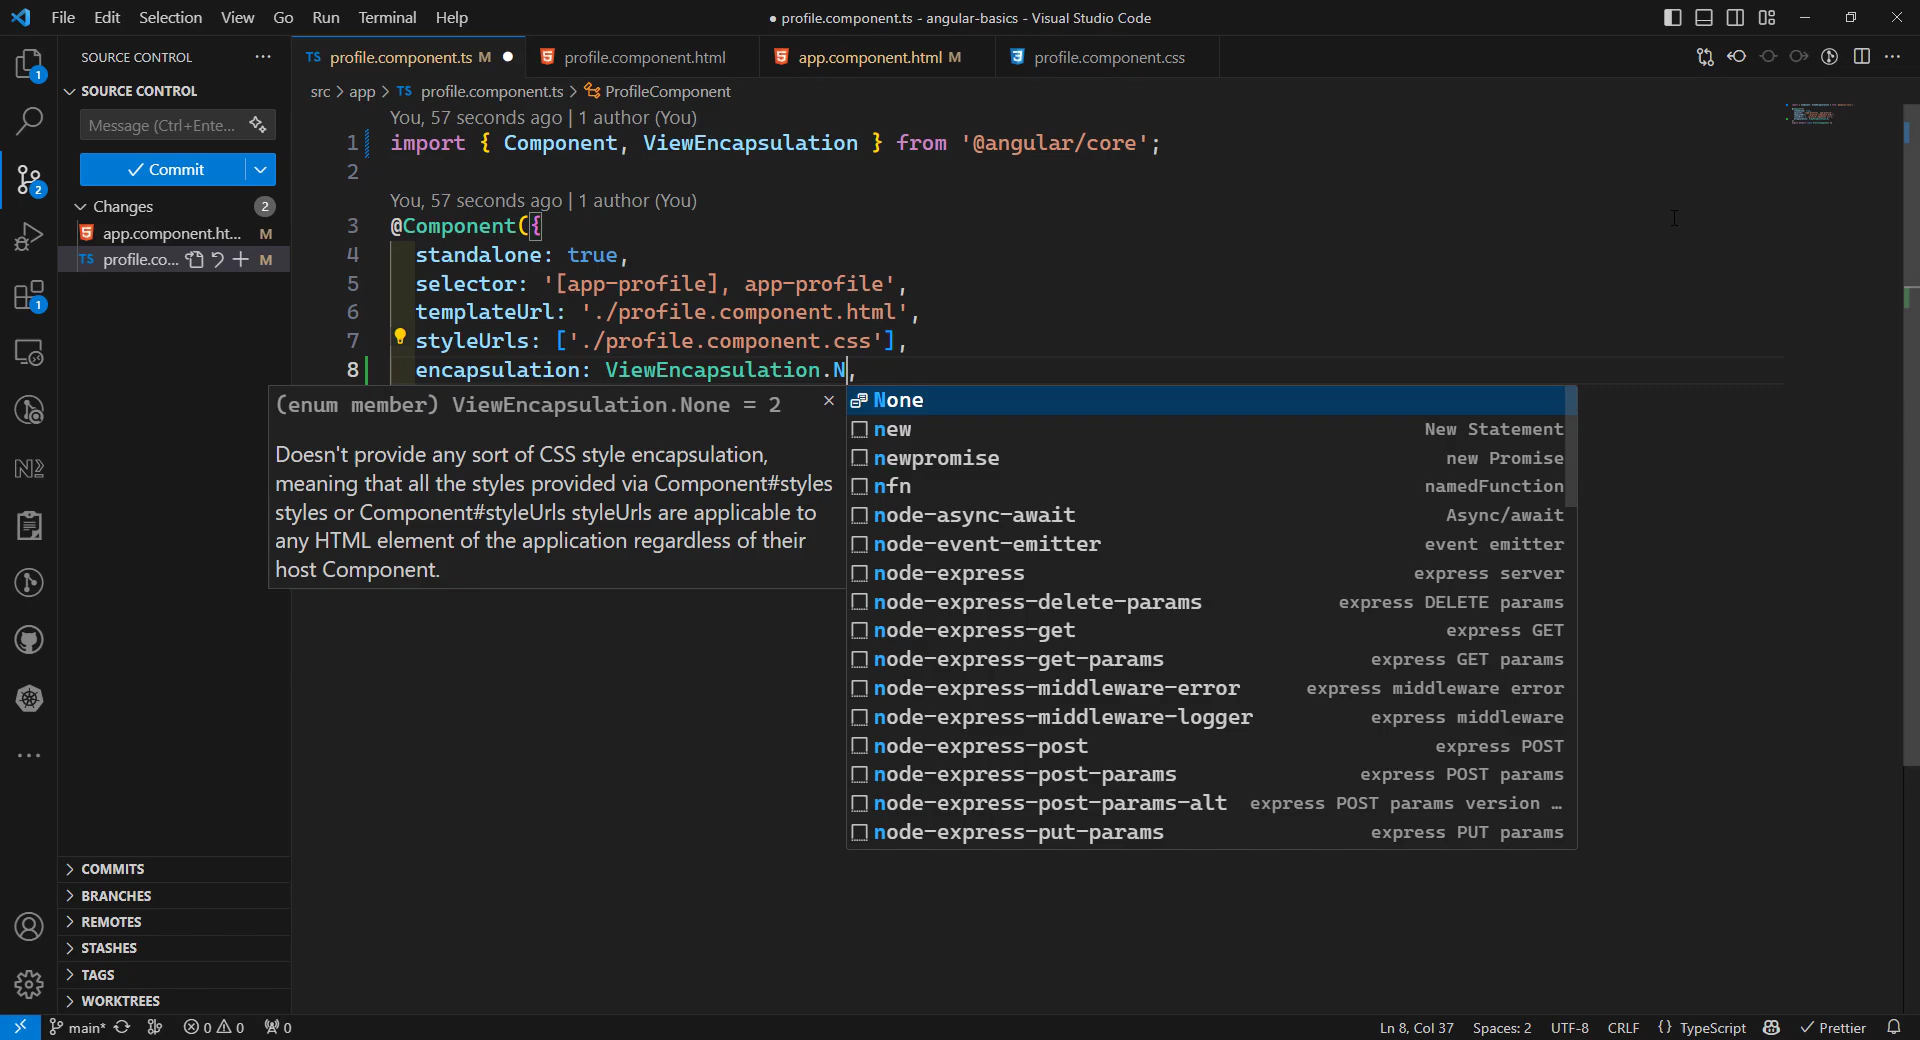 File Edit Selection View Go Run Terminal Help
● profile.component.ts - angular-basics - Visual Studio Code
SOURCE CONTROL ...
SOURCE CONTROL
Message (Ctrl+Ente...
Commit
Changes 2
app.component.ht... M
TS profile.co... M
COMMITS
BRANCHES
REMOTES
STASHES
TAGS
WORKTREES
1
2
1
N2
TS profile.component.ts M ●
profile.component.html
app.component.html M
profile.component.css
src > app > TS profile.component.ts > ProfileComponent
You, 57 seconds ago | 1 author (You)
1 import { Component, ViewEncapsulation } from '@angular/core';
2
You, 57 seconds ago | 1 author (You)
3 @Component({
4 standalone: true,
5 selector: '[app-profile], app-profile',
6 templateUrl: './profile.component.html',
7 styleUrls: ['./profile.component.css'],
8 encapsulation: ViewEncapsulation.N,
(enum member) ViewEncapsulation.None = 2
Doesn't provide any sort of CSS style encapsulation,
meaning that all the styles provided via Component#styles
styles or Component#styleUrls styleUrls are applicable to
any HTML element of the application regardless of their
host Component.
None
new New Statement
newpromise new Promise
nfn namedFunction
node-async-await Async/await
node-event-emitter event emitter
node-express express server
node-express-delete-params express DELETE params
node-express-get express GET
node-express-get-params express GET params
node-express-middleware-error express middleware error
node-express-middleware-logger express middleware
node-express-post express POST
node-express-post-params express POST params
node-express-post-params-alt express POST params version …
node-express-put-params express PUT params
main* 0 0 0
Ln 8, Col 37 Spaces: 2 UTF-8 CRLF {} TypeScript Prettier